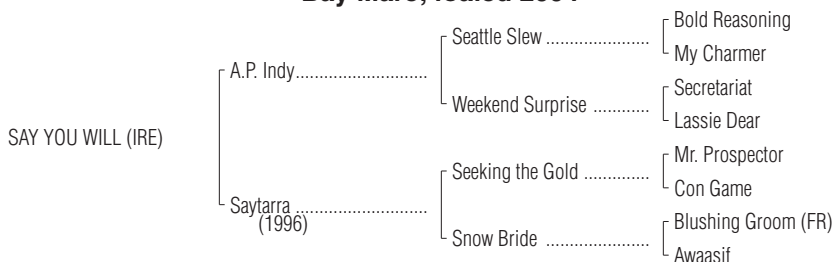 Seattle Slew ......................
Bold Reasoning
My Charmer
A.P. Indy............................
Weekend Surprise ............
Secretariat
Lassie Dear
SAY YOU WILL (IRE)
Seeking the Gold ..............
Mr. Prospector
Con Game
Saytarra ............................
(1996)
Snow Bride ......................
Blushing Groom (FR)
Awaasif